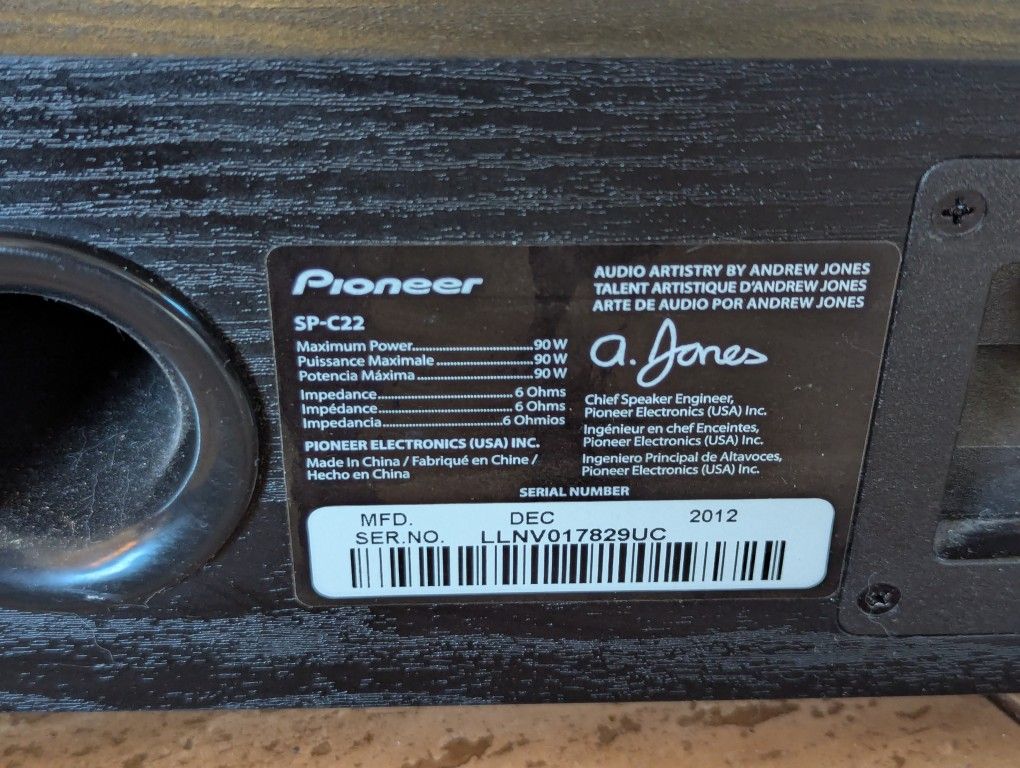 Pioneer
SP-C22
Maximum Power..............................90 W
Puissance Maximale........................90 W
Potencia Máxima............................90 W
Impedance..............................6 Ohms
Impédance..............................6 Ohms
Impedancia...........................6 Ohmios
PIONEER ELECTRONICS (USA) INC.
Made In China / Fabriqué en Chine /
Hecho en China
AUDIO ARTISTRY BY ANDREW JONES
TALENT ARTISTIQUE D'ANDREW JONES
ARTE DE AUDIO POR ANDREW JONES
A. Jones
Chief Speaker Engineer,
Pioneer Electronics (USA) Inc.
Ingénieur en chef Enceintes,
Pioneer Electronics (USA) Inc.
Ingeniero Principal de Altavoces,
Pioneer Electronics (USA) Inc.
SERIAL NUMBER
MFD. DEC 2012
SER.NO. LLNV017829UC